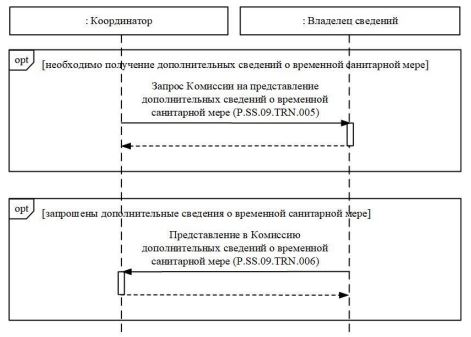 : Координатор
: Владелец сведений
opt
[необходимо получение дополнительных сведений о временной санитарной мере]
Запрос Комиссии на представление
дополнительных сведений о временной
санитарной мере (P.SS.09.TRN.005)
opt
[запрошены дополнительные сведения о временной санитарной мере]
Представление в Комиссию
дополнительных сведений о временной
санитарной мере (P.SS.09.TRN.006)